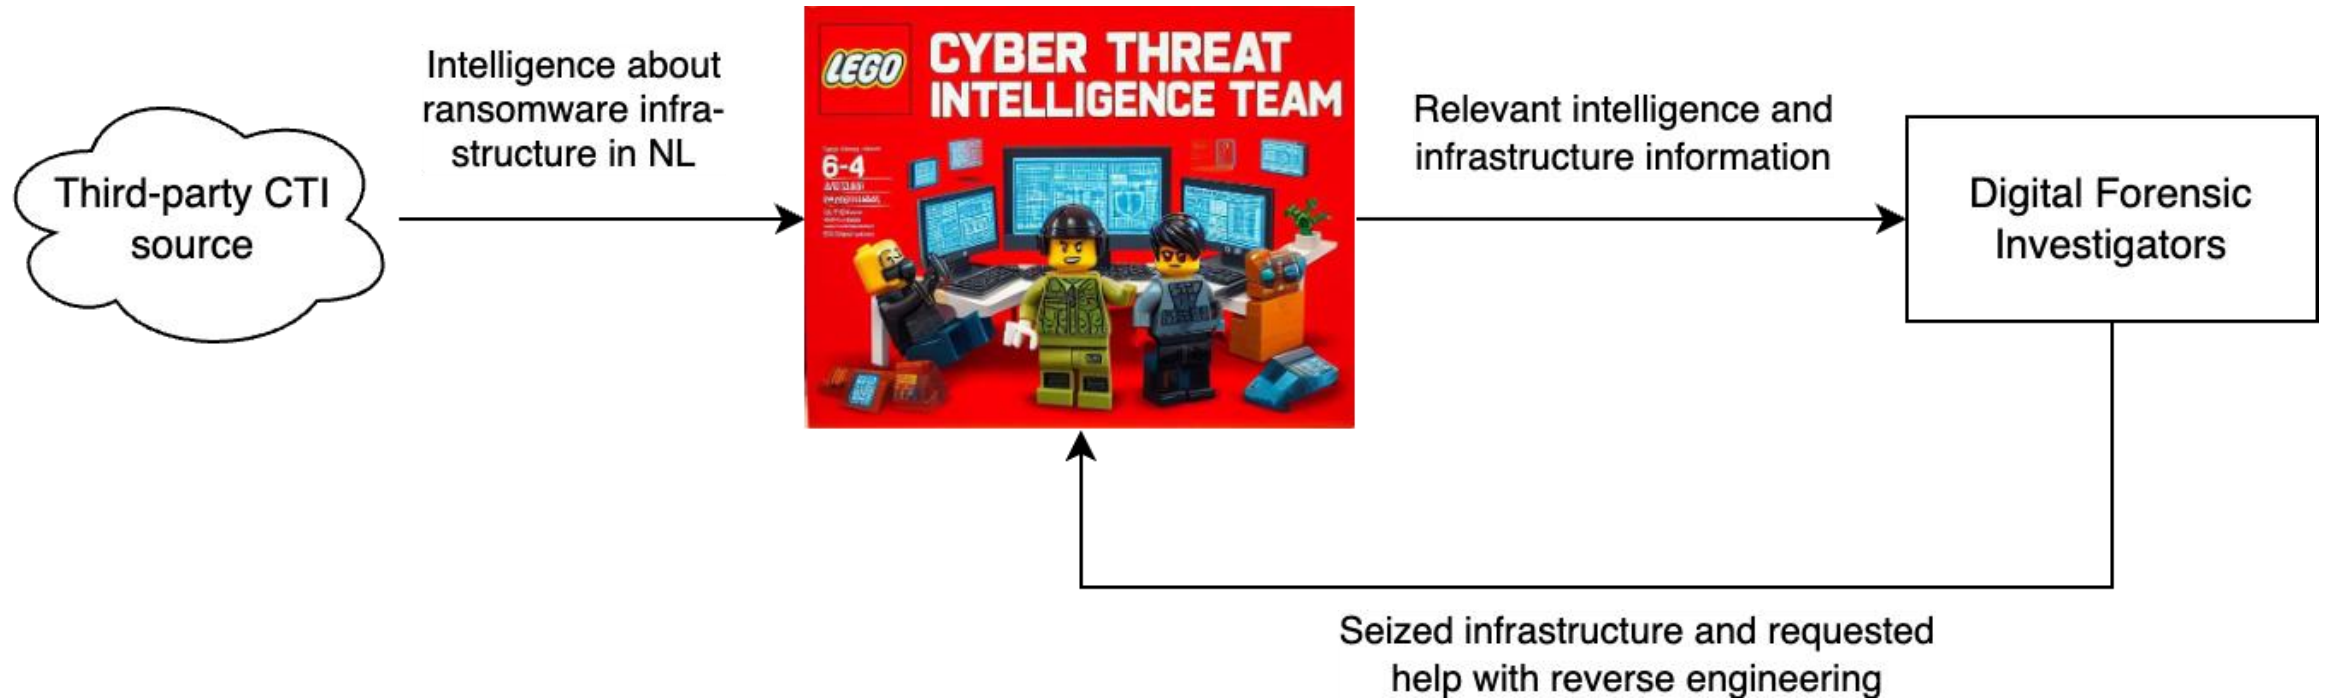 Intelligence about
ransomware infra-
structure in NL
Third-party CTI
source
LEGO
CYBER THREAT
INTELLIGENCE TEAM
6-4
Relevant intelligence and
infrastructure information
Digital Forensic
Investigators
Seized infrastructure and requested
help with reverse engineering